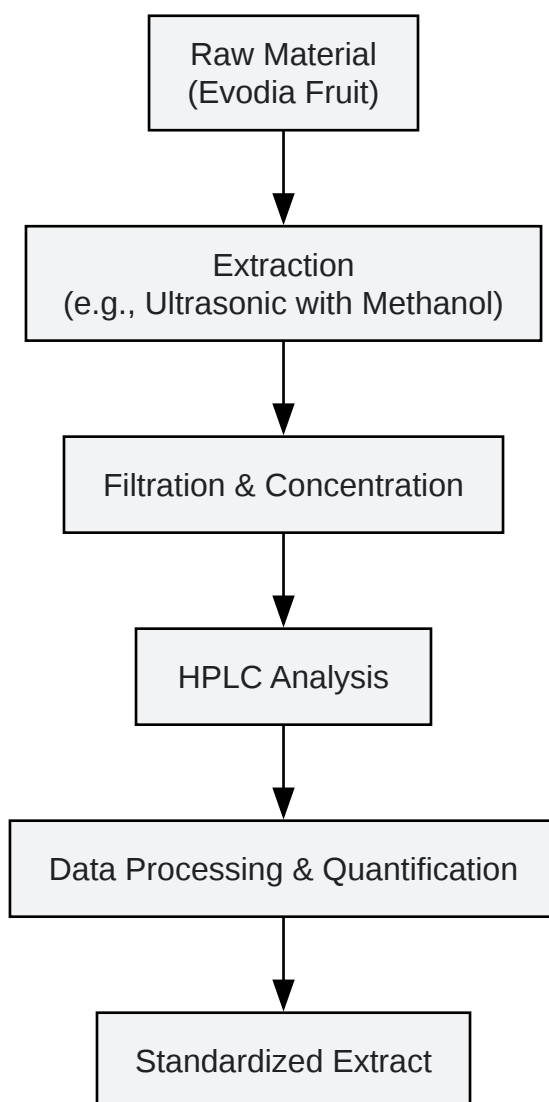 Raw Material
(Evodia Fruit)
Extraction
(e.g., Ultrasonic with Methanol)
Filtration & Concentration
HPLC Analysis
Data Processing & Quantification
Standardized Extract